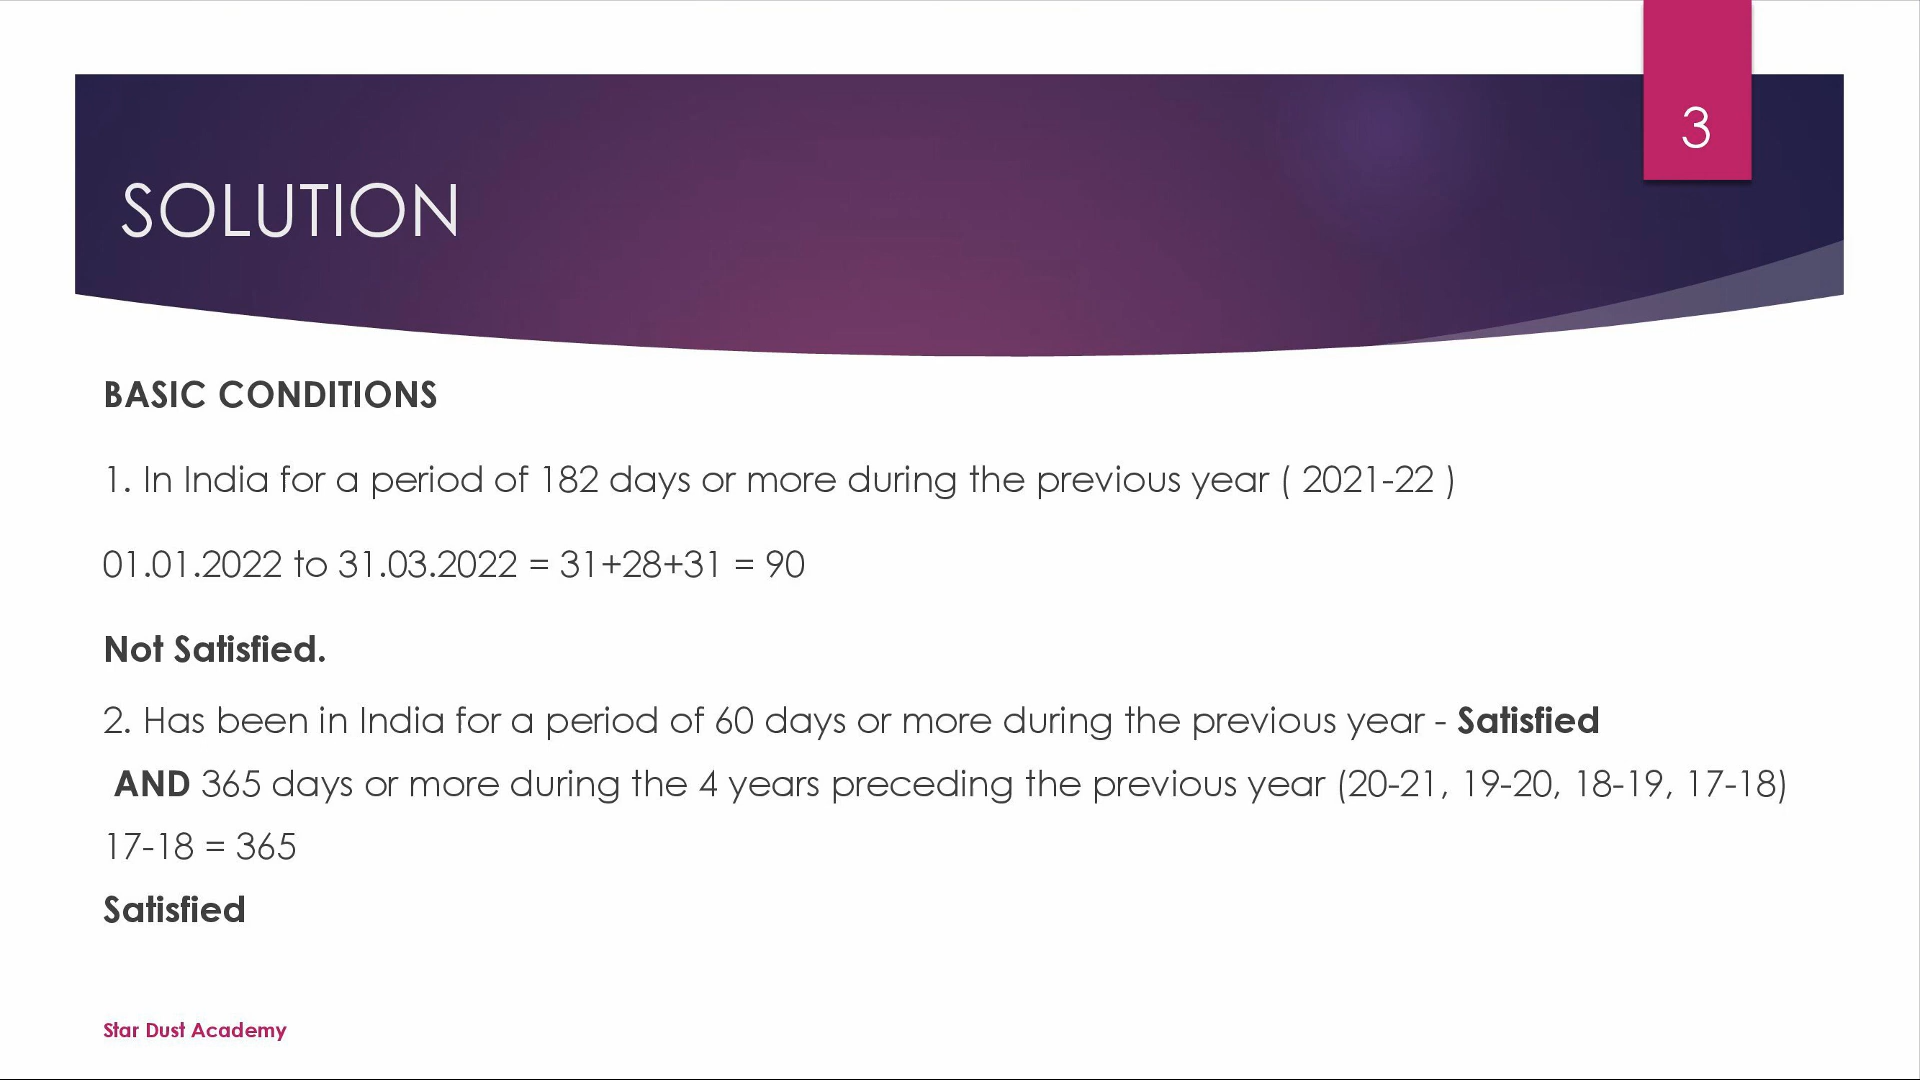 3
SOLUTION
BASIC CONDITIONS
1. In India for a period of 182 days or more during the previous year ( 2021-22 )
01.01.2022 to 31.03.2022 = 31+28+31 = 90
Not Satisfied.
2. Has been in India for a period of 60 days or more during the previous year - Satisfied
AND 365 days or more during the 4 years preceding the previous year (20-21, 19-20, 18-19, 17-18)
17-18 = 365
Satisfied
Star Dust Academy